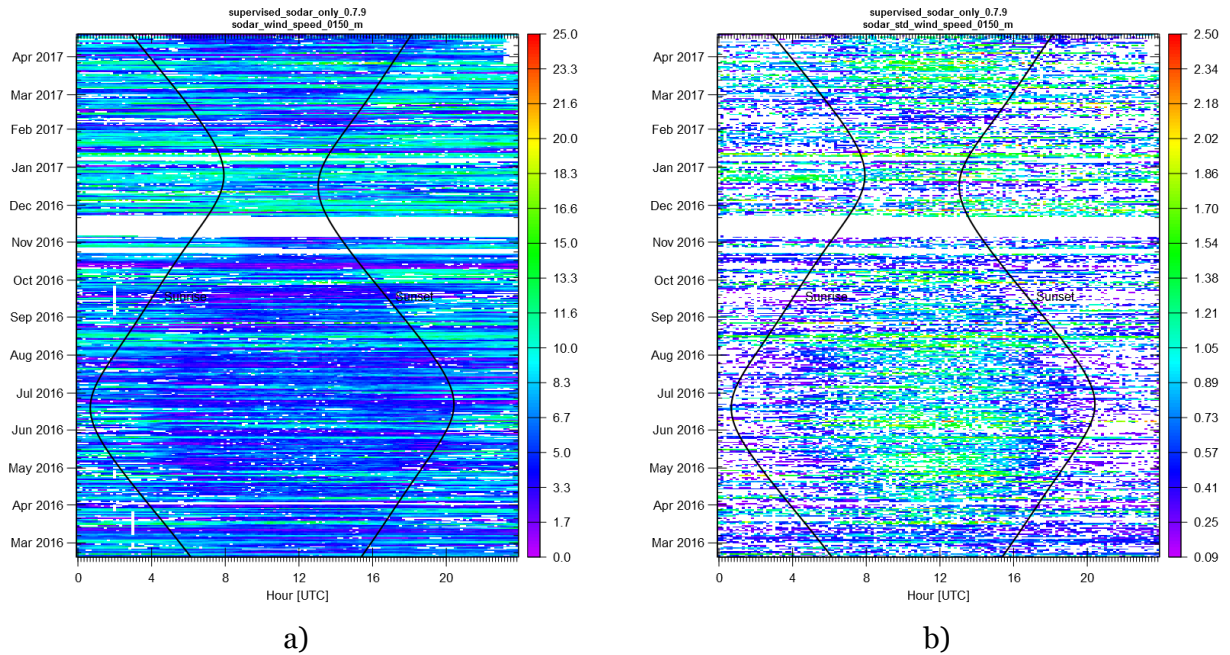 supervised_sodar_only_0.7.9
sodar_wind_speed_0150_m
25.0
23.3
21.6
20.0
18.3
16.6
15.0
13.3
11.6
10.0
8.3
6.7
5.0
3.3
1.7
0.0
Apr 2017
Mar 2017
Feb 2017
Jan 2017
Dec 2016
Nov 2016
Oct 2016
Sep 2016
Aug 2016
Jul 2016
Jun 2016
May 2016
Apr 2016
Mar 2016
Sunrise
Sunset
0 4 8 12 16 20
Hour [UTC]
a)
supervised_sodar_only_0.7.9
sodar_std_wind_speed_0150_m
2.50
2.34
2.18
2.02
1.86
1.70
1.54
1.37
1.21
1.05
0.89
0.73
0.57
0.41
0.25
0.09
Apr 2017
Mar 2017
Feb 2017
Jan 2017
Dec 2016
Nov 2016
Oct 2016
Sep 2016
Aug 2016
Jul 2016
Jun 2016
May 2016
Apr 2016
Mar 2016
Sunrise
Sunset
0 4 8 12 16 20
Hour [UTC]
b)